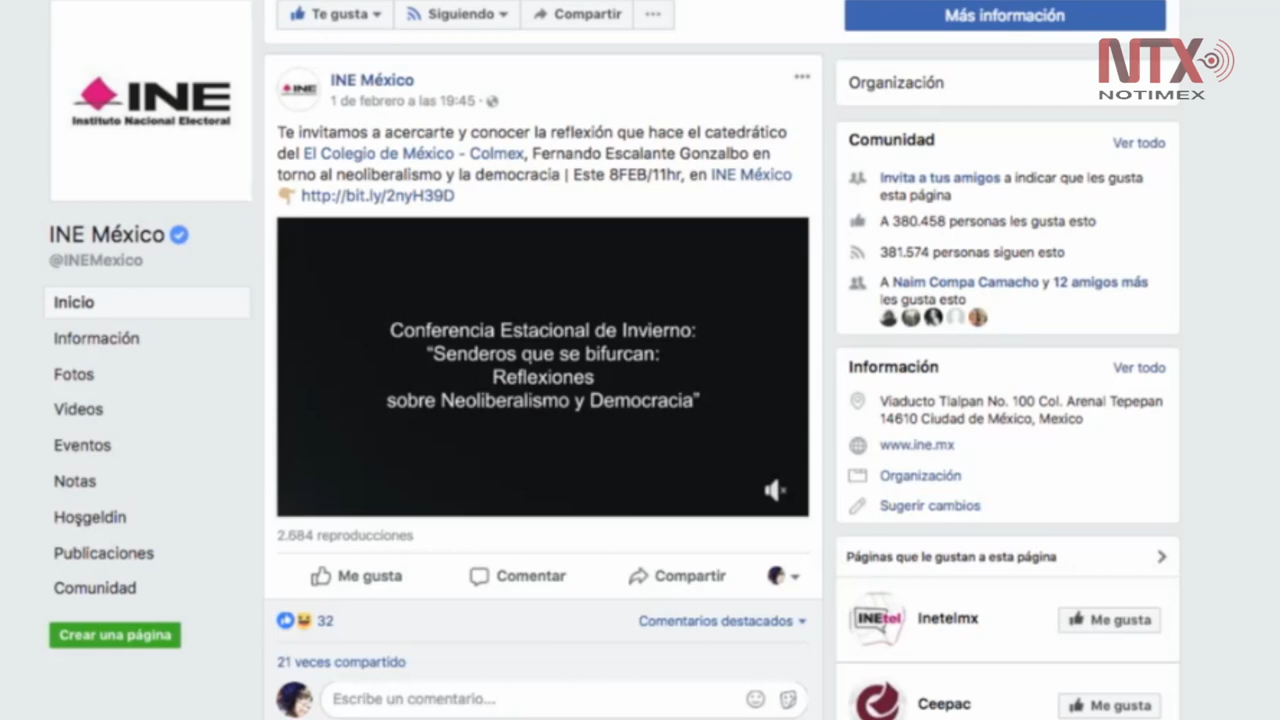 Te gusta
Siguiendo
Compartir
Más información
NTX
NOTIMEX
INE
Instituto Nacional Electoral
INE México
@INEMexico
Inicio
Información
Fotos
Videos
Eventos
Notas
Hoşgeldin
Publicaciones
Comunidad
Crear una página
INE
INE México
1 de febrero a las 19:45 ·
Te invitamos a acercarte y conocer la reflexión que hace el catedrático
del El Colegio de México - Colmex, Fernando Escalante Gonzalbo en
torno al neoliberalismo y la democracia | Este 8FEB/11hr, en INE México
http://bit.ly/2nyH39D
Conferencia Estacional de Invierno:
“Senderos que se bifurcan:
Reflexiones
sobre Neoliberalismo y Democracia”
2.684 reproducciones
Me gusta
Comentar
Compartir
32
Comentarios destacados
21 veces compartido
Escribe un comentario...
Organización
Comunidad
Ver todo
Invita a tus amigos a indicar que les gusta
esta página
A 380.458 personas les gusta esto
381.574 personas siguen esto
A Naim Compa Camacho y 12 amigos más
les gusta esto
Información
Ver todo
Viaducto Tlalpan No. 100 Col. Arenal Tepepan
14610 Ciudad de México, Mexico
www.ine.mx
Organización
Sugerir cambios
Páginas que le gustan a esta página
INEtel
Inetelmx
Me gusta
Ceepac
Me gusta